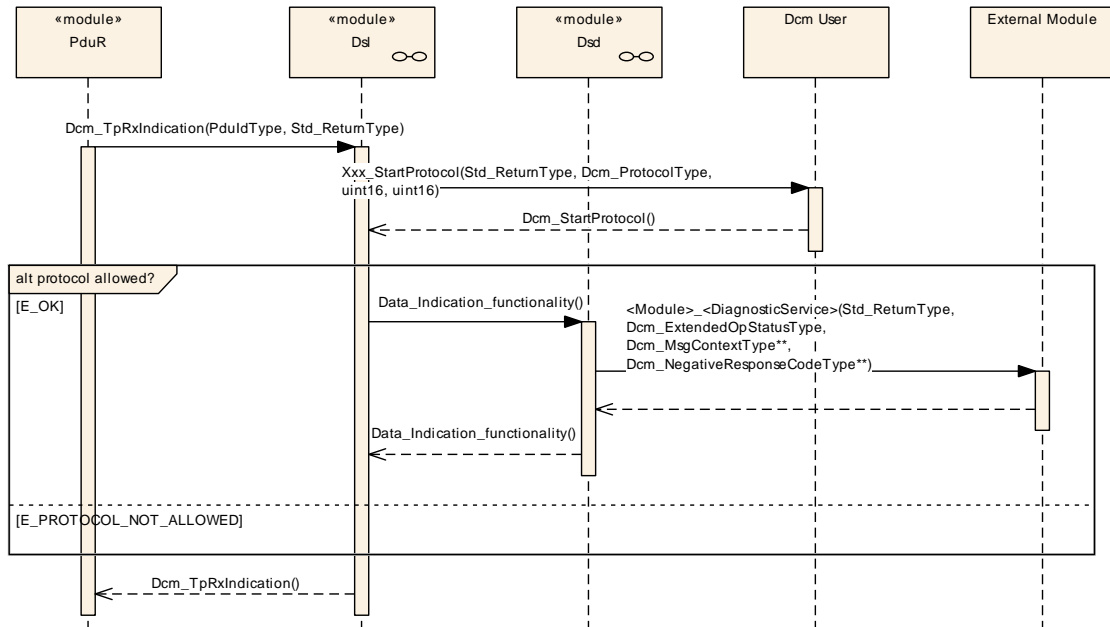 «module»
PduR
«module»
Dsl
«module»
Dsd
Dcm User
External Module
Dcm_TpRxIndication(PduIdType, Std_ReturnType)
Xxx_StartProtocol(Std_ReturnType, Dcm_ProtocolType,
uint16, uint16)
Dcm_StartProtocol()
alt protocol allowed?
[E_OK]
Data_Indication_functionality()
<Module>_<DiagnosticService>(Std_ReturnType,
Dcm_ExtendedOpStatusType,
Dcm_MsgContextType**,
Dcm_NegativeResponseCodeType**)
Data_Indication_functionality()
[E_PROTOCOL_NOT_ALLOWED]
Dcm_TpRxIndication()